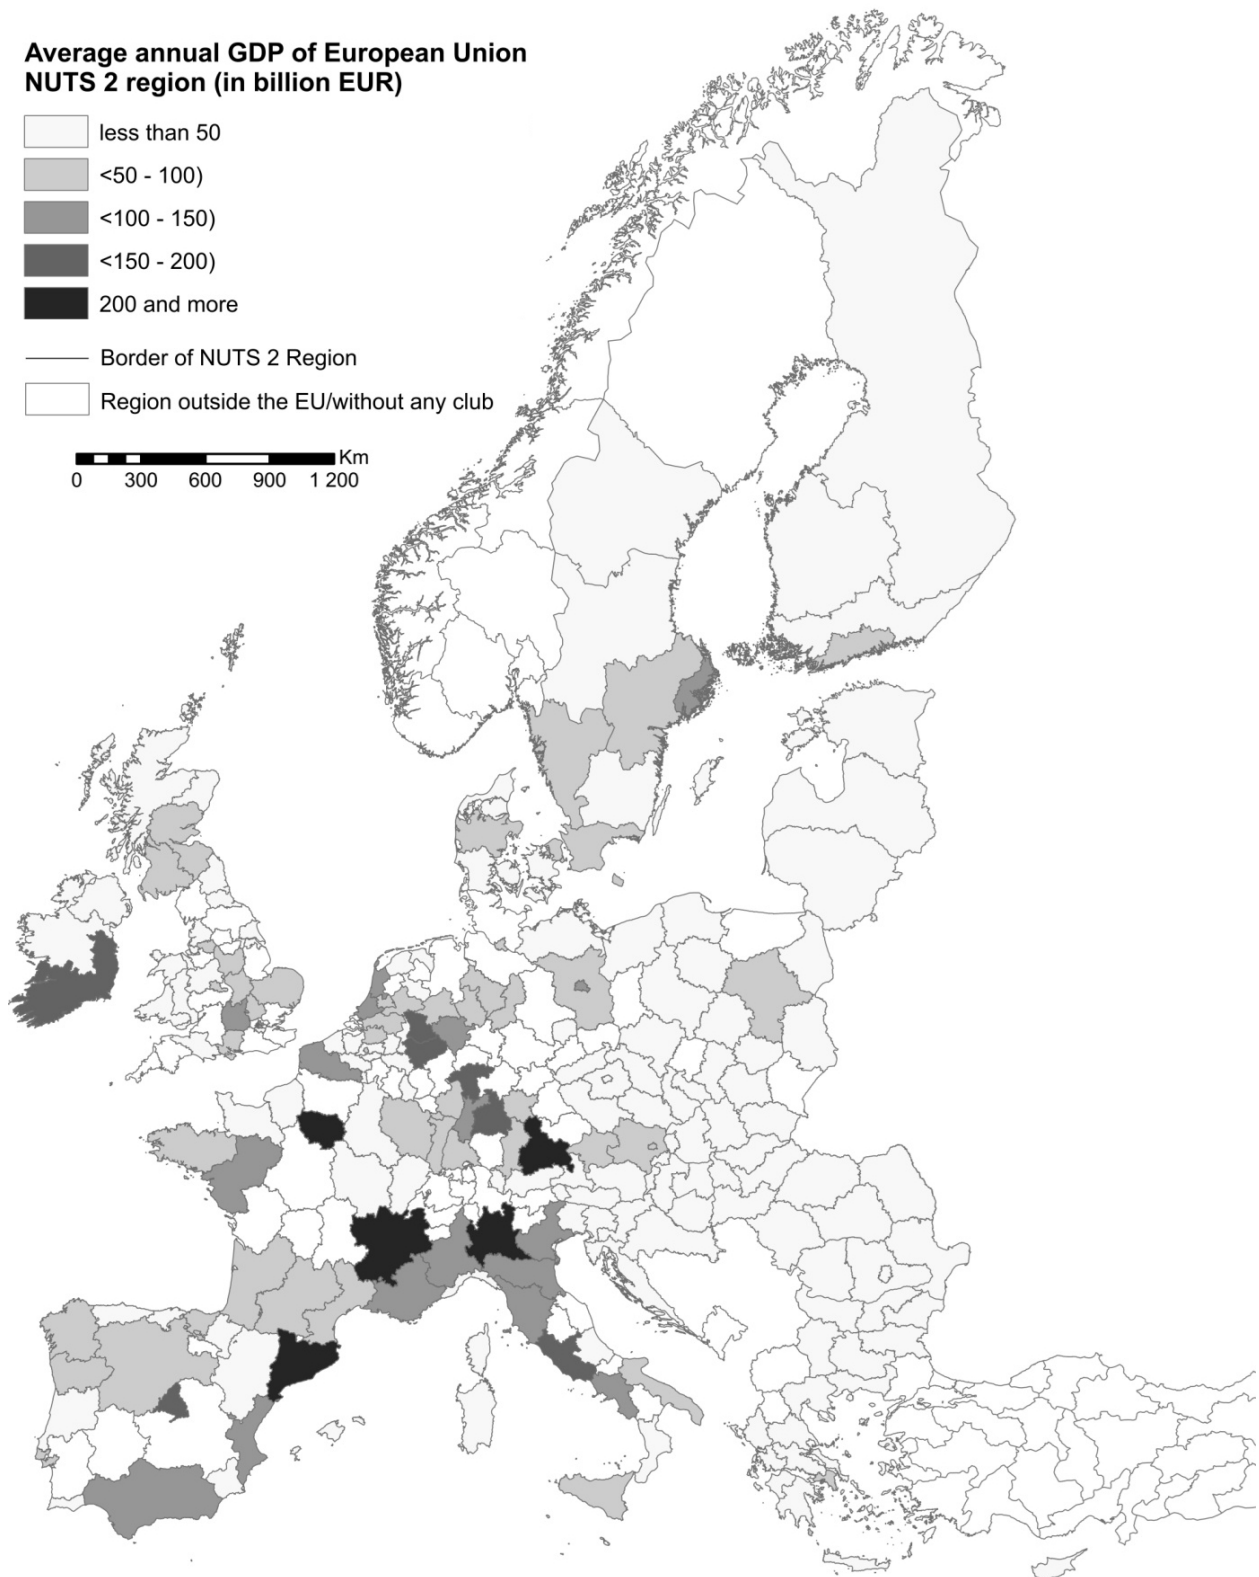 Average annual GDP of European Union
NUTS 2 region (in billion EUR)
less than 50
<50 - 100)
<100 - 150)
<150 - 200)
200 and more
Border of NUTS 2 Region
Region outside the EU/without any club
Km
0 300 600 900 1 200